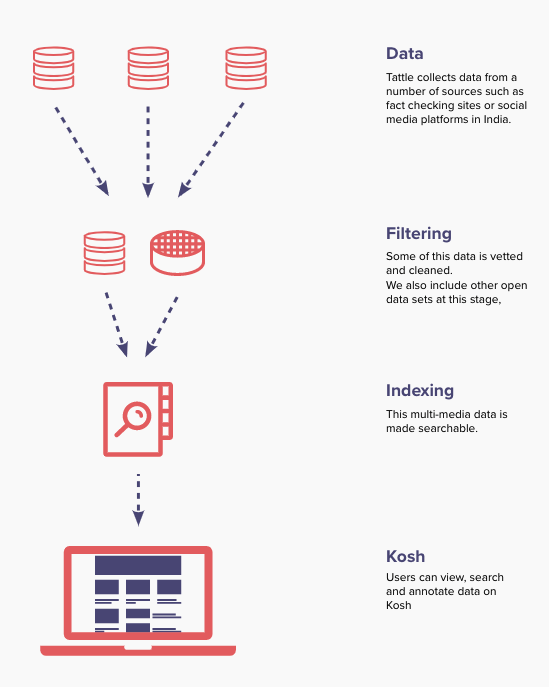 Data
Tattle collects data from a
number of sources such as
fact checking sites or social
media platforms in India.
Filtering
Some of this data is vetted
and cleaned.
We also include other open
data sets at this stage,
Indexing
This multi-media data is
made searchable.
Kosh
Users can view, search
and annotate data on
Kosh